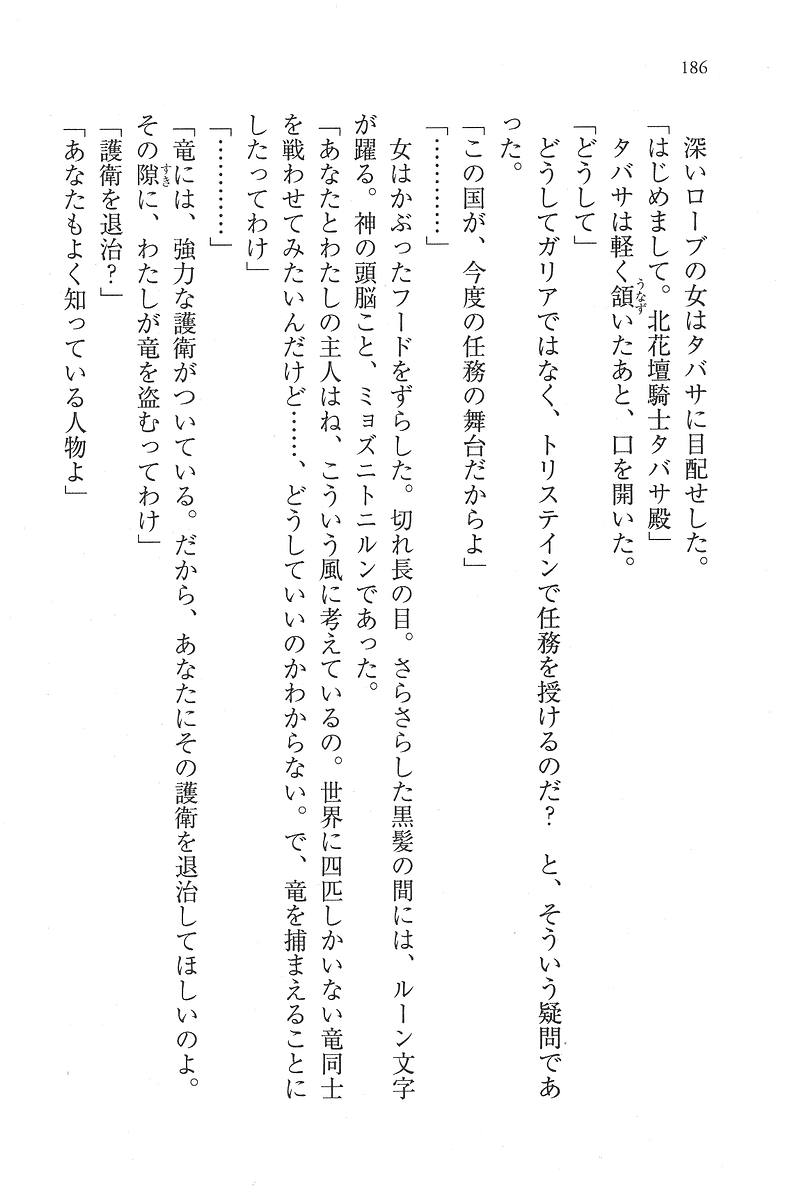 186
深いローブの女はタバサに目配せした。
「はじめまして。北花壇騎士タバサ殿」
タバサは軽く頷いたあと、口を開いた。
うなず
「どうして」
どうしてガリアではなく、トリステインで任務を授けるのだ？　と、そういう疑問であ
った。
「この国が、今度の任務の舞台だからよ」
「…………」
女はかぶったフードをずらした。切れ長の目。さらさらした黒髪の間には、ルーン文字
が躍る。神の頭脳こと、ミョズニトニルンであった。
「あなたとわたしの主人はね、こういう風に考えているの。世界に四匹しかいない竜同士
を戦わせてみたいんだけど……、どうしていいのかわからない。で、竜を捕まえることに
したってわけ」
「…………」
「竜には、強力な護衛がついている。だから、あなたにその護衛を退治してほしいのよ。
その隙に、わたしが竜を盗むってわけ」
すき
「護衛を退治？」
「あなたもよく知っている人物よ」